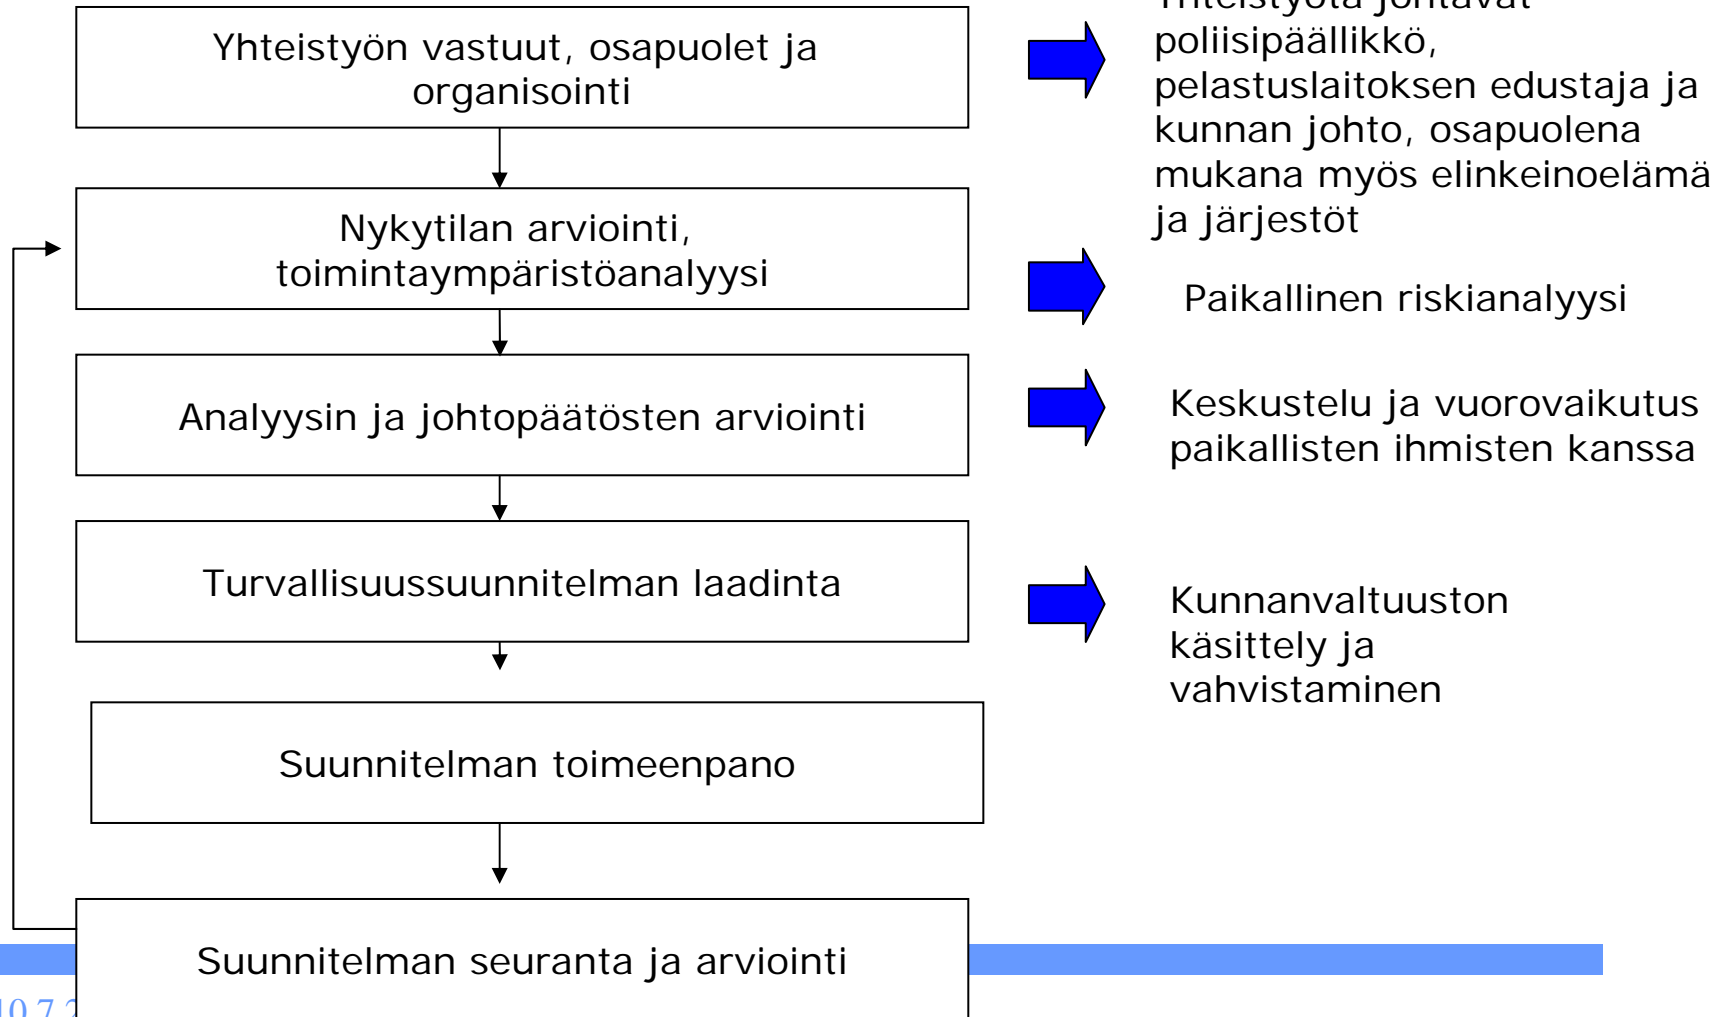 Yhteistyön vastuut, osapuolet ja
organisointi
Yhteistyötä johtavat
poliisipäällikkö,
pelastuslaitoksen edustaja ja
kunnan johto, osapuolena
mukana myös elinkeinoelämä
ja järjestöt
Nykytilan arviointi,
toimintaympäristöanalyysi
Paikallinen riskianalyysi
Analyysin ja johtopäätösten arviointi
Keskustelu ja vuorovaikutus
paikallisten ihmisten kanssa
Turvallisuussuunnitelman laadinta
Kunnanvaltuuston
käsittely ja
vahvistaminen
Suunnitelman toimeenpano
Suunnitelman seuranta ja arviointi